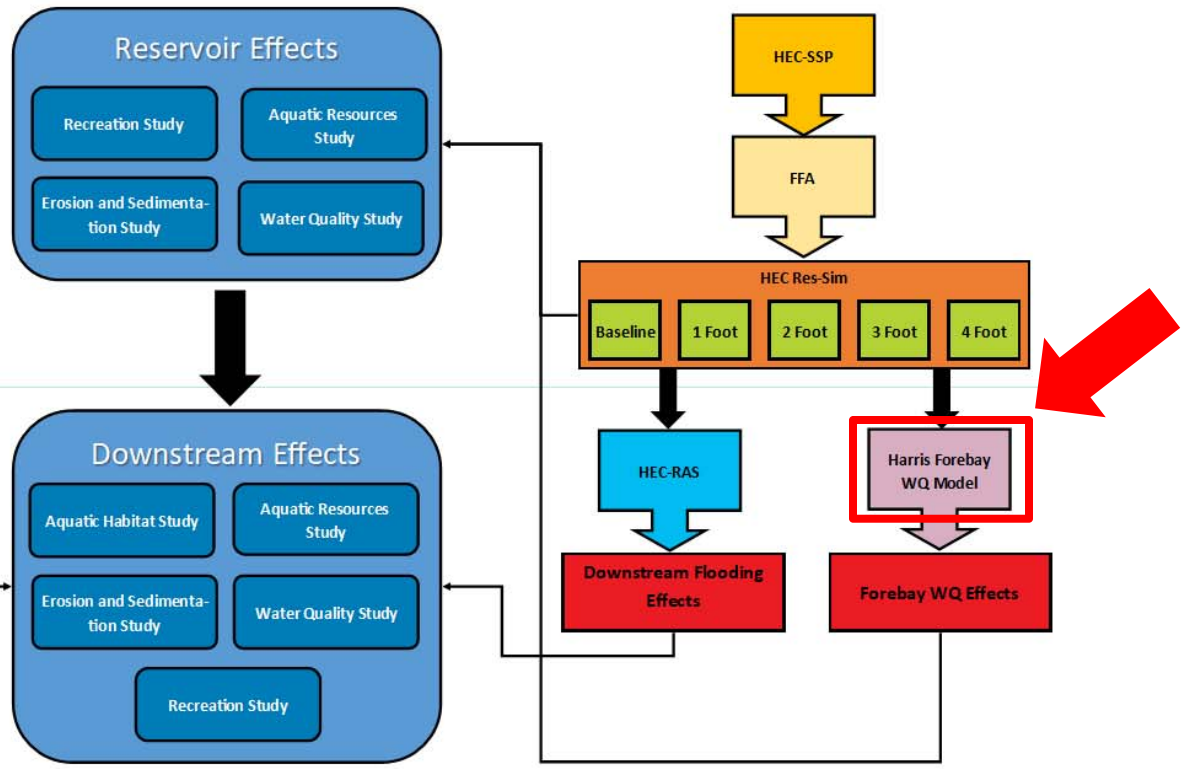 Reservoir Effects
Recreation Study
Aquatic Resources
Study
Erosion and Sedimenta-
tion Study
Water Quality Study
Downstream Effects
Aquatic Habitat Study
Aquatic Resources
Study
Erosion and Sedimenta-
tion Study
Water Quality Study
Recreation Study
HEC-SSP
FFA
HEC Res-Sim
Baseline
1 Foot
2 Foot
3 Foot
4 Foot
HEC-RAS
Harris Forebay
WQ Model
Downstream Flooding
Effects
Forebay WQ Effects